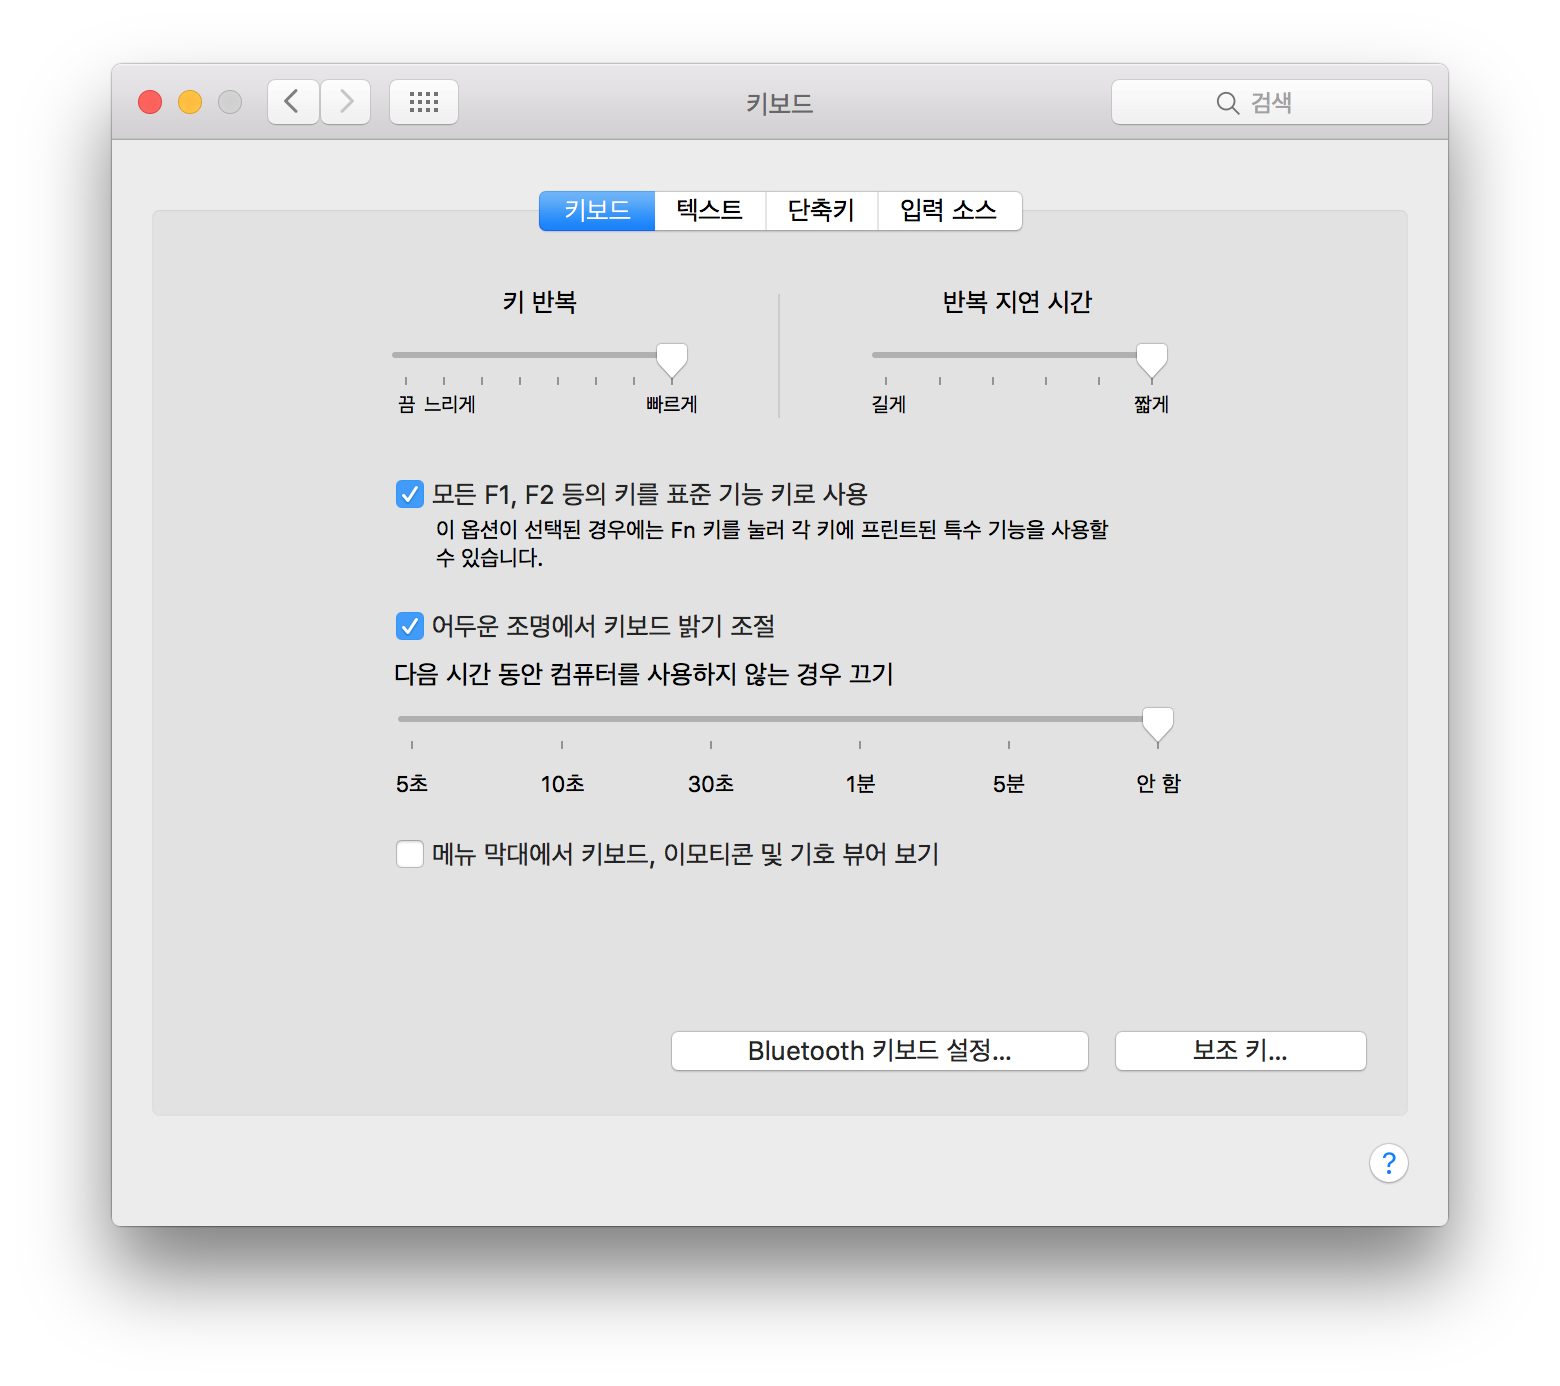 키보드
검색
키보드 텍스트 단축키 입력 소스
키 반복
반복 지연 시간
끔 느리게 빠르게
길게 짧게
모든 F1, F2 등의 키를 표준 기능 키로 사용
이 옵션이 선택된 경우에는 Fn 키를 눌러 각 키에 프린트된 특수 기능을 사용할
수 있습니다.
어두운 조명에서 키보드 밝기 조절
다음 시간 동안 컴퓨터를 사용하지 않는 경우 끄기
5초 10초 30초 1분 5분 안 함
메뉴 막대에서 키보드, 이모티콘 및 기호 뷰어 보기
Bluetooth 키보드 설정... 보조 키...
?